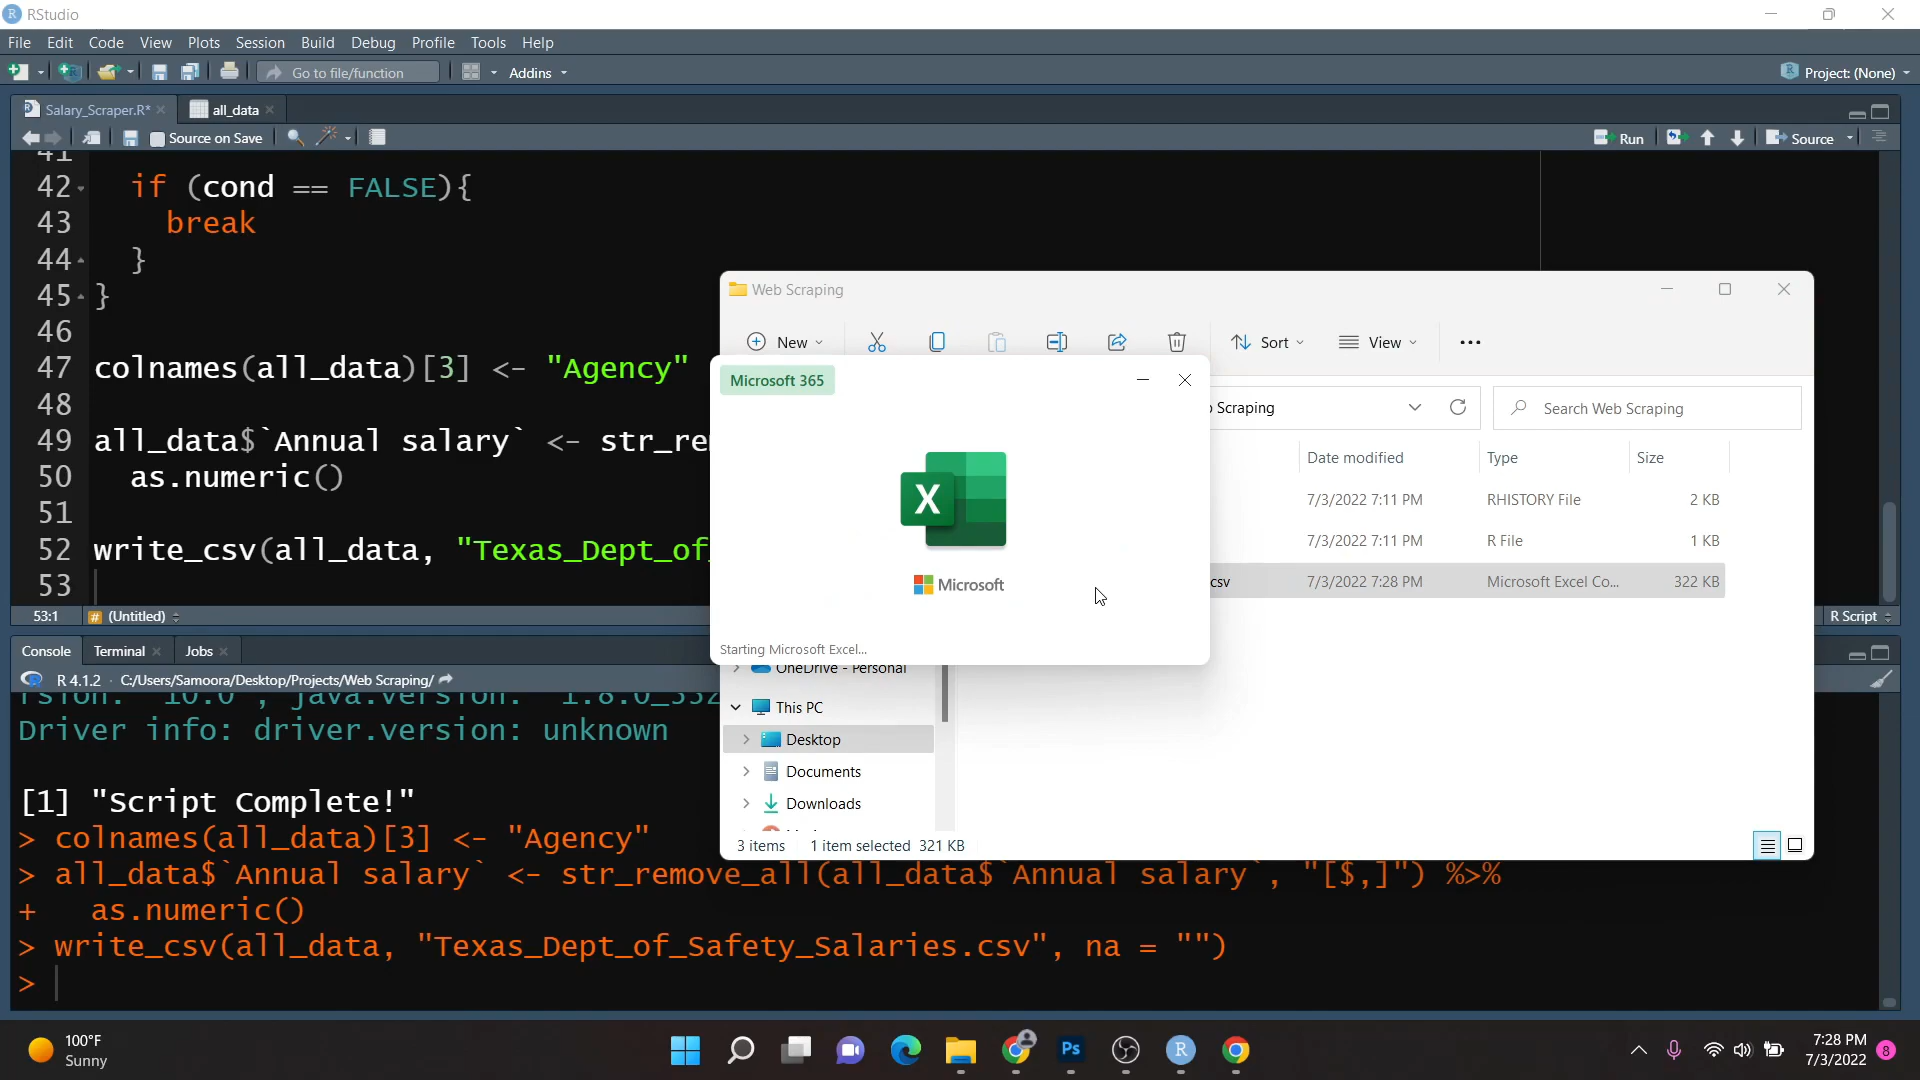 RStudio
File Edit Code View Plots Session Build Debug Profile Tools Help
Go to file/function Addins Project: (None)
Salary_Scraper.R* all_data
Source on Save Run Source
41
42 if (cond == FALSE){
43 break
44 }
45 }
46
47 colnames(all_data)[3] <- "Agency"
48
49 all_data$`Annual salary` <- str_re
50 as.numeric()
51
52 write_csv(all_data, "Texas_Dept_of_
53
53:1 (Untitled) R Script
Web Scraping
New Sort View
Scraping Search Web Scraping
Date modified Type Size
7/3/2022 7:11 PM RHISTORY File 2 KB
7/3/2022 7:11 PM R File 1 KB
csv 7/3/2022 7:28 PM Microsoft Excel Co... 322 KB
Microsoft 365
X
Microsoft
Starting Microsoft Excel...
OneDrive - Personal
This PC
Desktop
Documents
Downloads
3 items 1 item selected 321 KB
Console Terminal Jobs
R 4.1.2 · C:/Users/Samoora/Desktop/Projects/Web Scraping/
Driver info: driver.version: unknown
[1] "Script Complete!"
> colnames(all_data)[3] <- "Agency"
> all_data$`Annual salary` <- str_remove_all(all_data$`Annual salary`, "[$,]") %>%
+ as.numeric()
> write_csv(all_data, "Texas_Dept_of_Safety_Salaries.csv", na = "")
>
100°F
Sunny
Ps
R
7:28 PM
7/3/2022
8